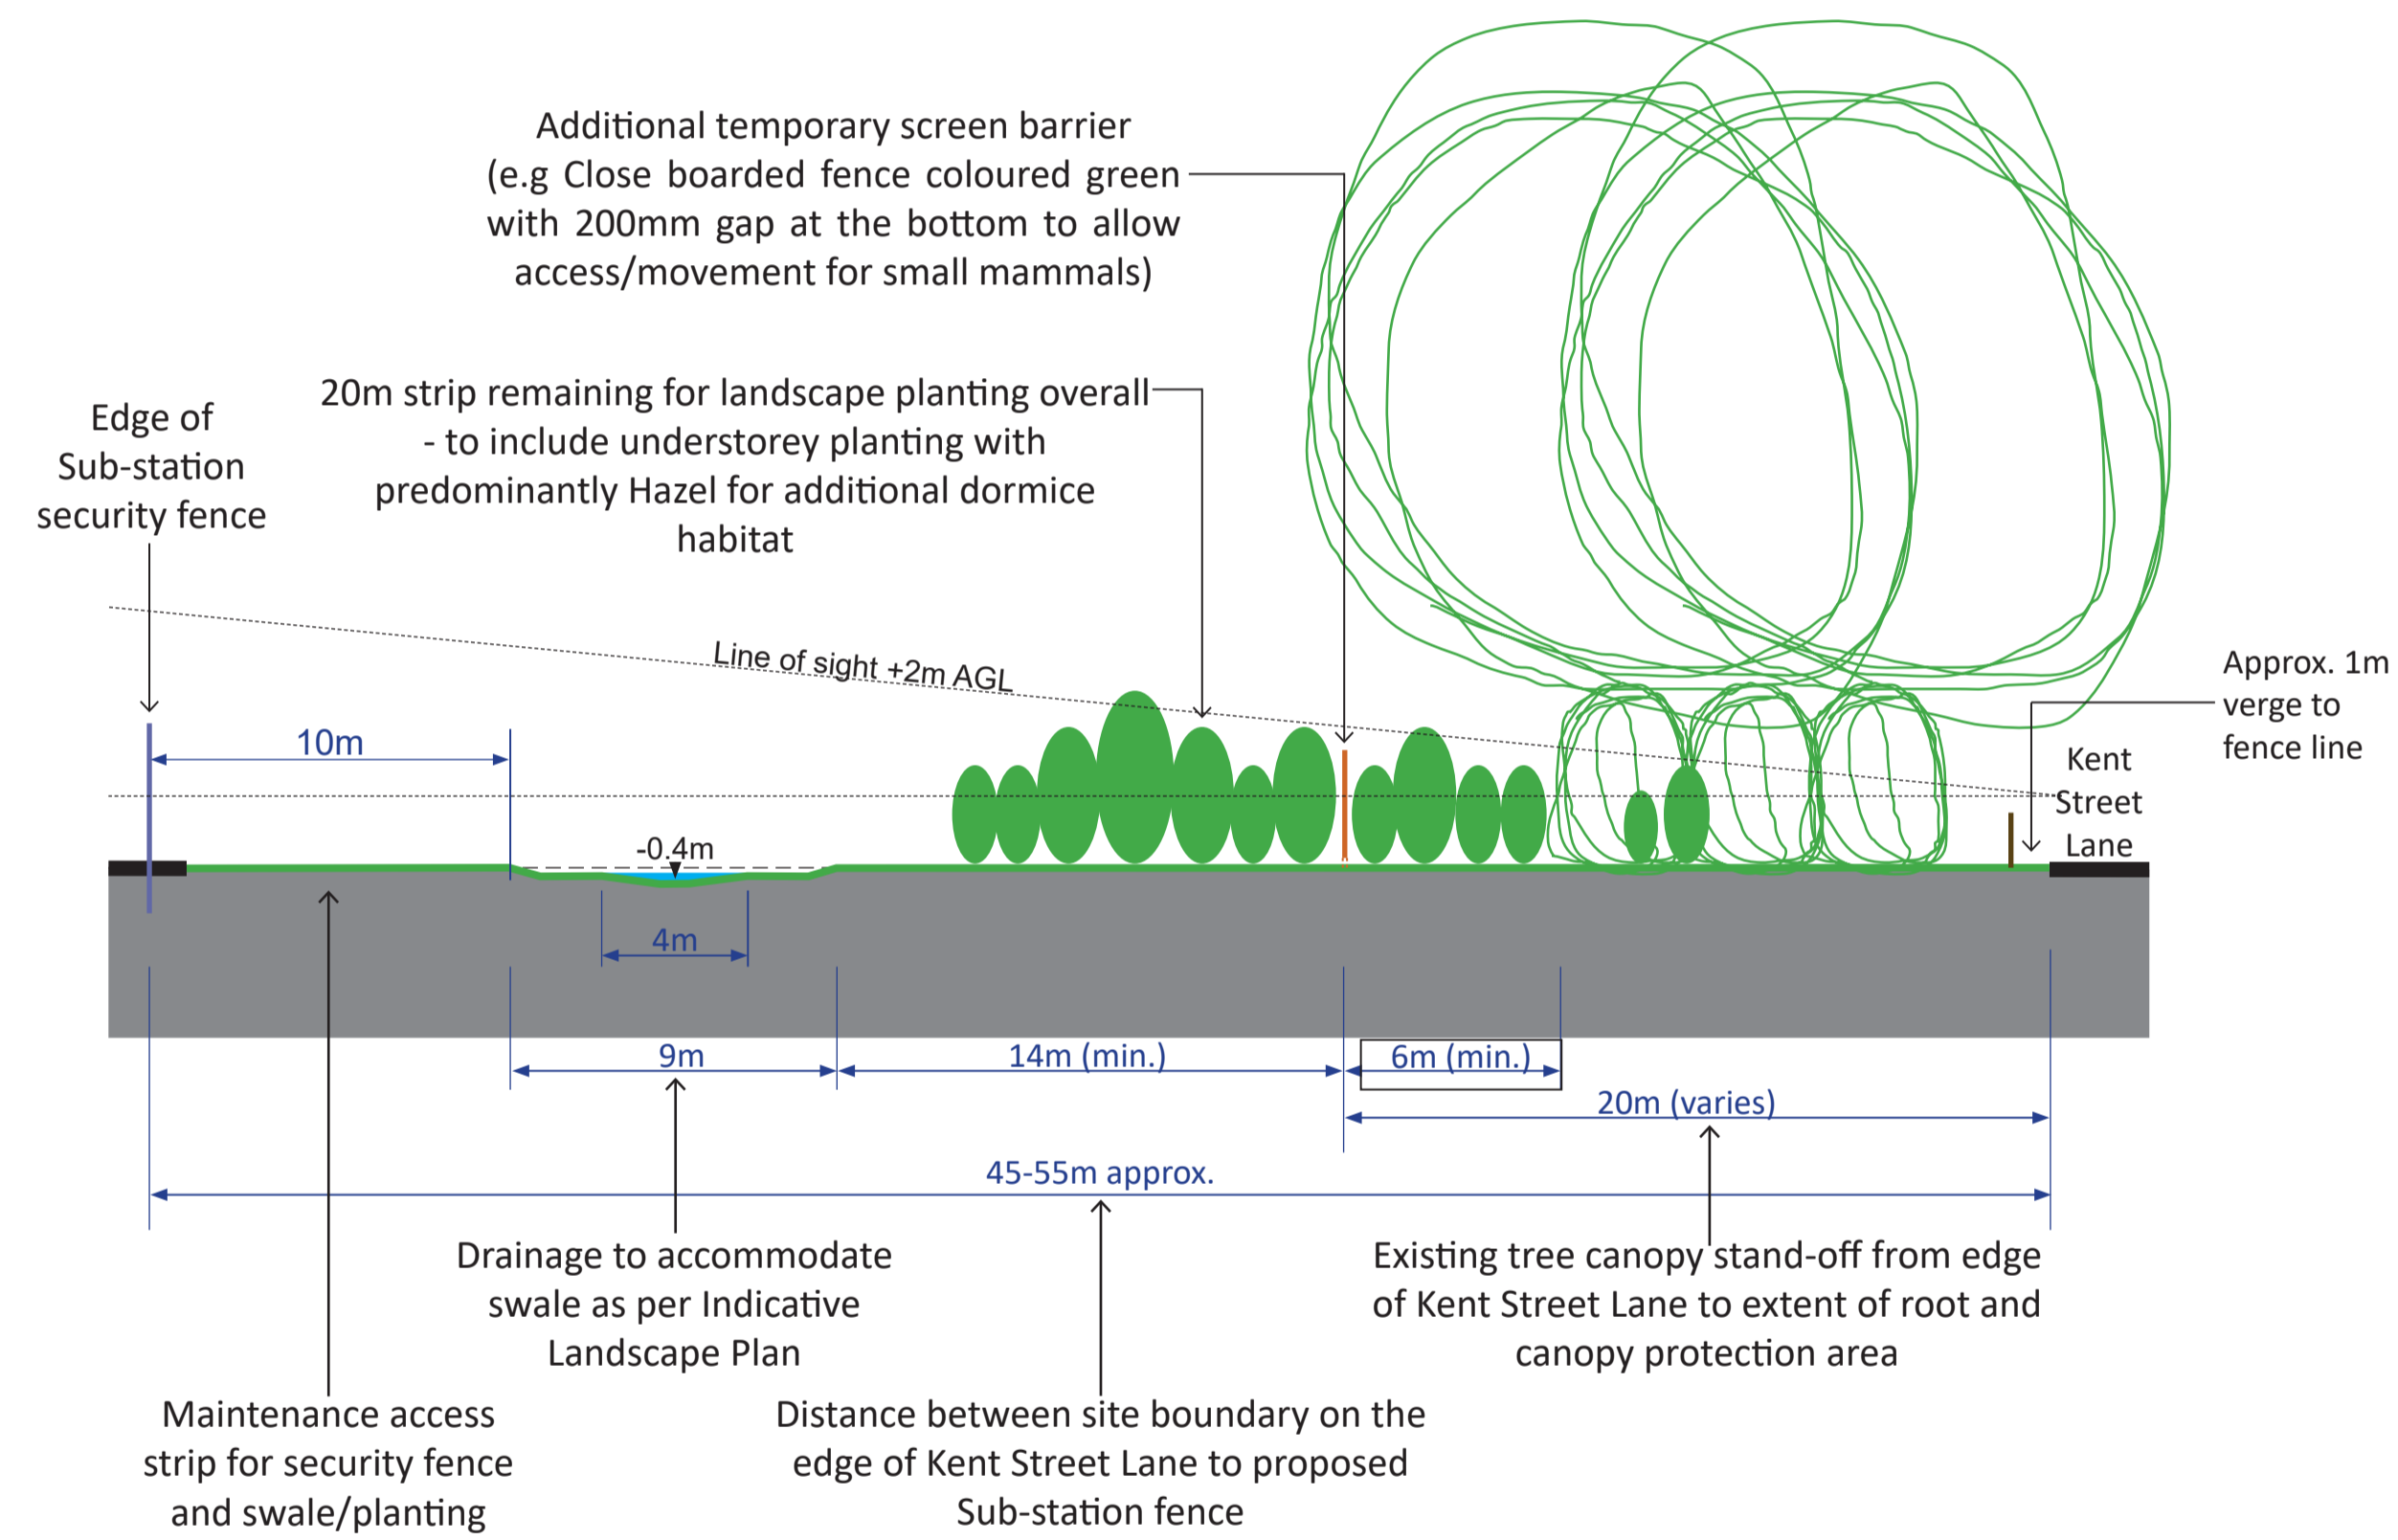 Additional temporary screen barrier
(e.g Close boarded fence coloured green
with 200mm gap at the bottom to allow
access/movement for small mammals)
20m strip remaining for landscape planting overall
- to include understorey planting with
predominantly Hazel for additional dormice
habitat
Edge of
Sub-station
security fence
Line of sight +2m AGL
Approx. 1m
verge to
fence line
Kent
Street
Lane
10m
-0.4m
4m
9m
14m (min.)
6m (min.)
20m (varies)
45-55m approx.
Drainage to accommodate
swale as per Indicative
Landscape Plan
Existing tree canopy stand-off from edge
of Kent Street Lane to extent of root and
canopy protection area
Maintenance access
strip for security fence
and swale/planting
Distance between site boundary on the
edge of Kent Street Lane to proposed
Sub-station fence